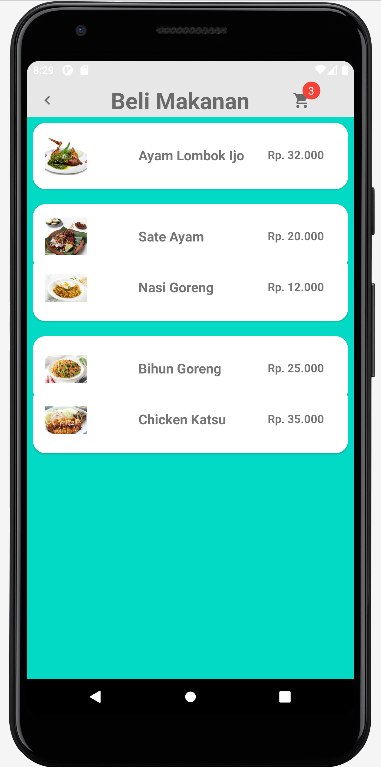 8:29
Beli Makanan
3
Ayam Lombok Ijo Rp. 32.000
Sate Ayam Rp. 20.000
Nasi Goreng Rp. 12.000
Bihun Goreng Rp. 25.000
Chicken Katsu Rp. 35.000